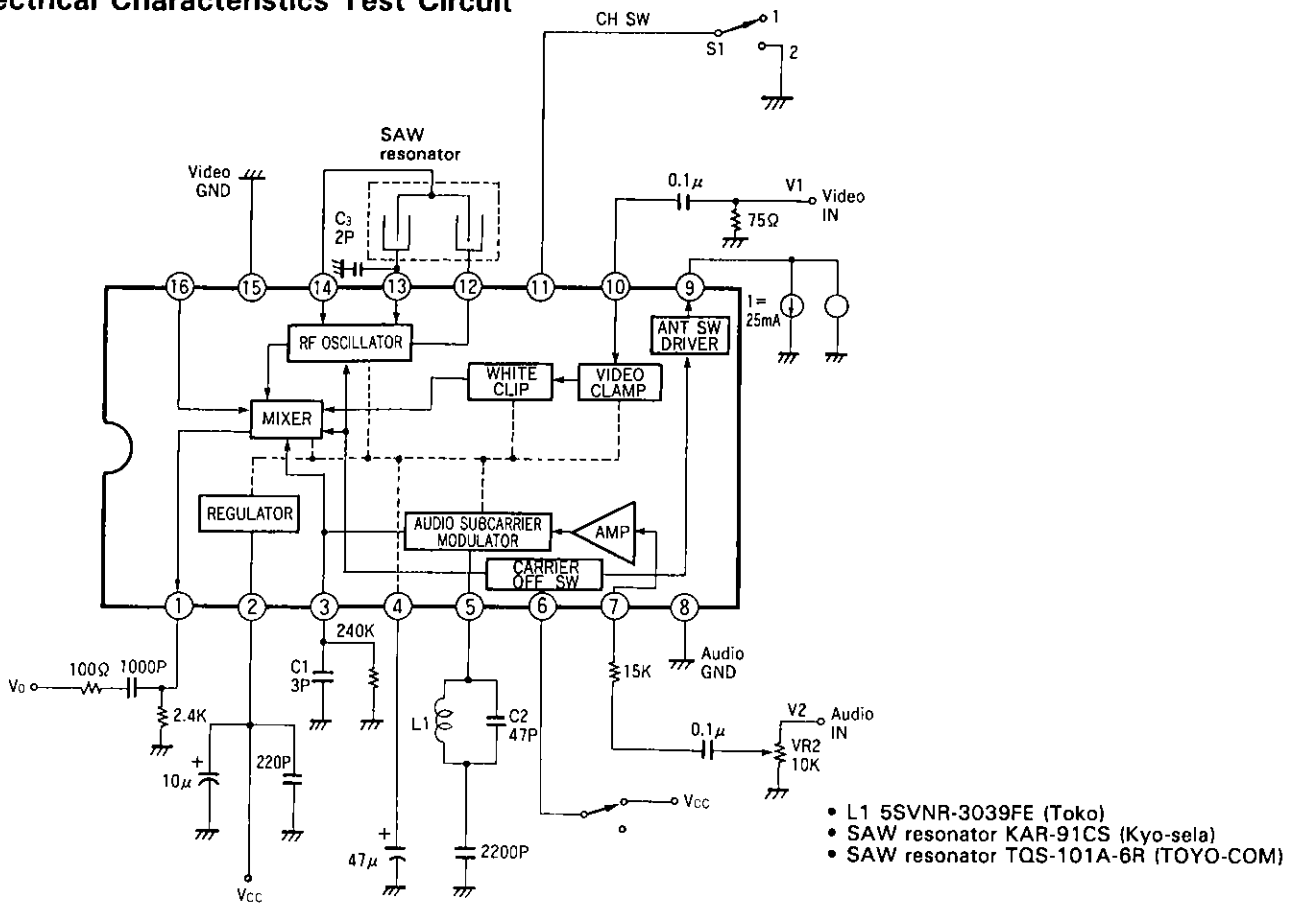 ectrical Characteristics Test Circuit
CH SW
1
S1
2
SAW
resonator
Video
GND
C3
2P
0.1μ
V1
Video
IN
75Ω
16
15
14
13
12
11
10
9
1=
25mA
RF OSCILLATOR
ANT SW
DRIVER
WHITE
CLIP
VIDEO
CLAMP
MIXER
REGULATOR
AUDIO SUBCARRIER
MODULATOR
AMP
CARRIER
OFF SW
1
2
3
4
5
6
7
8
240K
Audio
GND
100Ω
1000P
Vo
C1
3P
15K
2.4K
L1
C2
47P
V2
Audio
IN
0.1μ
VR2
10K
+
10μ
220P
Vcc
+
47μ
2200P
Vcc
• L1 5SVNR-3039FE (Toko)
• SAW resonator KAR-91CS (Kyo-sela)
• SAW resonator TQS-101A-6R (TOYO-COM)